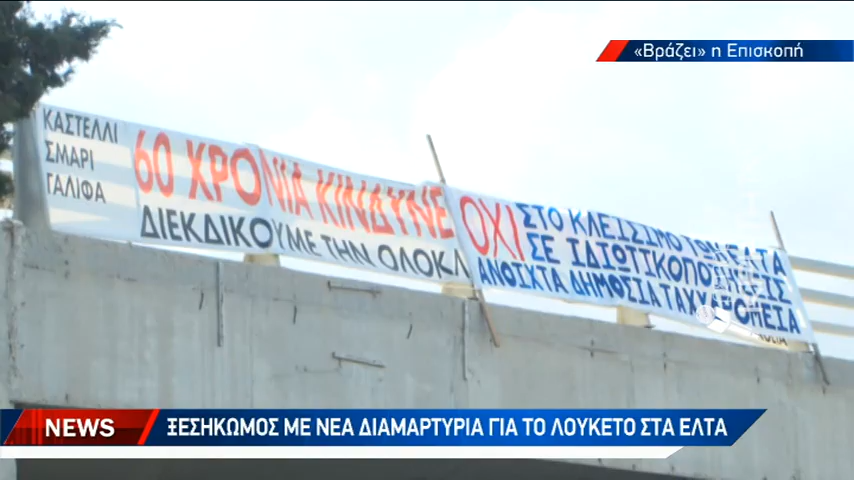 «Βράζει» η Επισκοπή
ΚΑΣΤΕΛΛΙ
ΣΜΑΡΙ
ΓΑΛΙΦΑ
60 ΧΡΟΝΙΑ ΚΙΝΔΥΝΕ
ΔΙΕΚΔΙΚΟΥΜΕ ΤΗΝ ΟΛΟΚΛ
ΟΧΙ ΣΤΟ ΚΛΕΙΣΙΜΟ ΤΩΝ ΕΛΤΑ
ΣΕ ΙΔΙΩΤΙΚΟΠΟΙΗΣΕΙΣ
ΑΝΟΙΧΤΑ ΔΗΜΟΣΙΑ ΤΑΧΥΔΡΟΜΕΙΑ
NEWS
ΞΕΣΗΚΩΜΟΣ ΜΕ ΝΕΑ ΔΙΑΜΑΡΤΥΡΙΑ ΓΙΑ ΤΟ ΛΟΥΚΕΤΟ ΣΤΑ ΕΛΤΑ